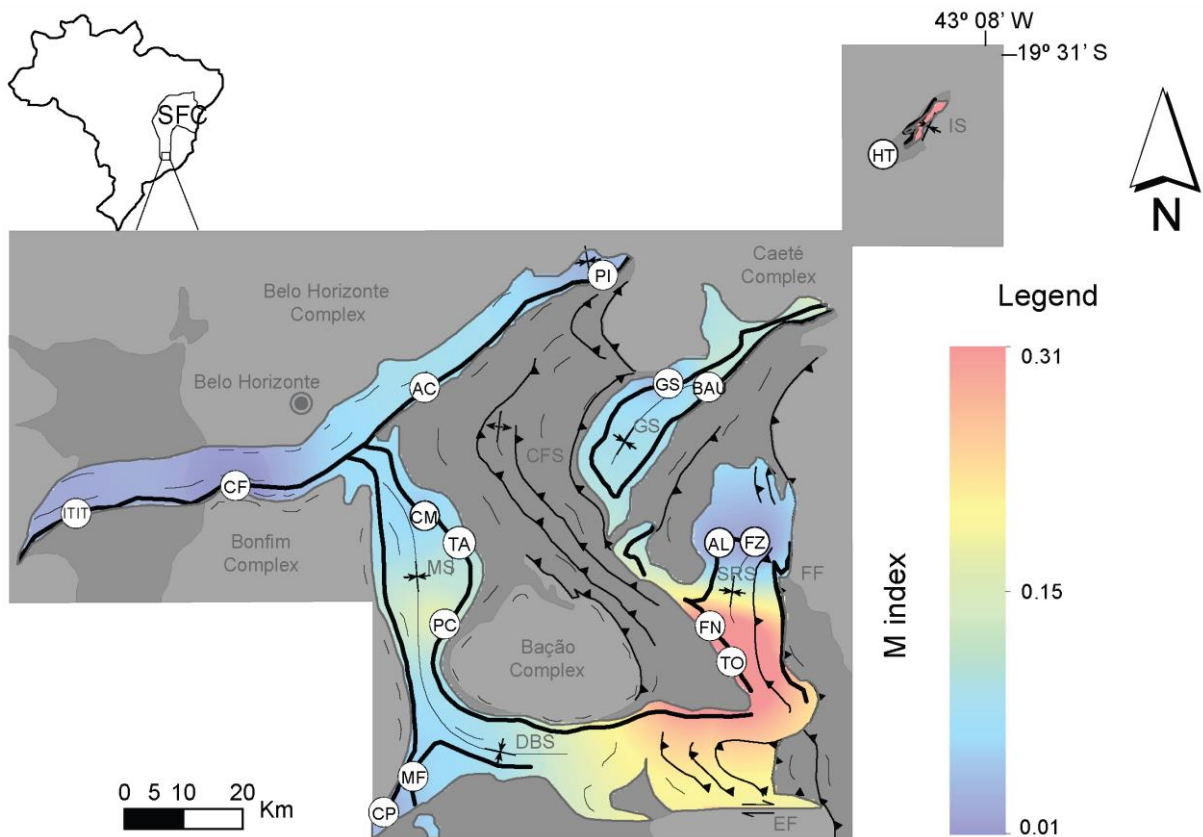 43º 08' W
19º 31' S
SFC
IS
HT
N
PI
Caeté
Complex
Belo Horizonte
Complex
Legend
0.31
Belo Horizonte
AC
GS
BAU
GS
CFS
CF
ITIT
CM
TA
AL
FZ
Bonfim
Complex
MS
SRS
FF
0.15
M index
PC
FN
Bação
Complex
TO
DBS
MF
0 5 10 20
Km
CP
EF
0.01